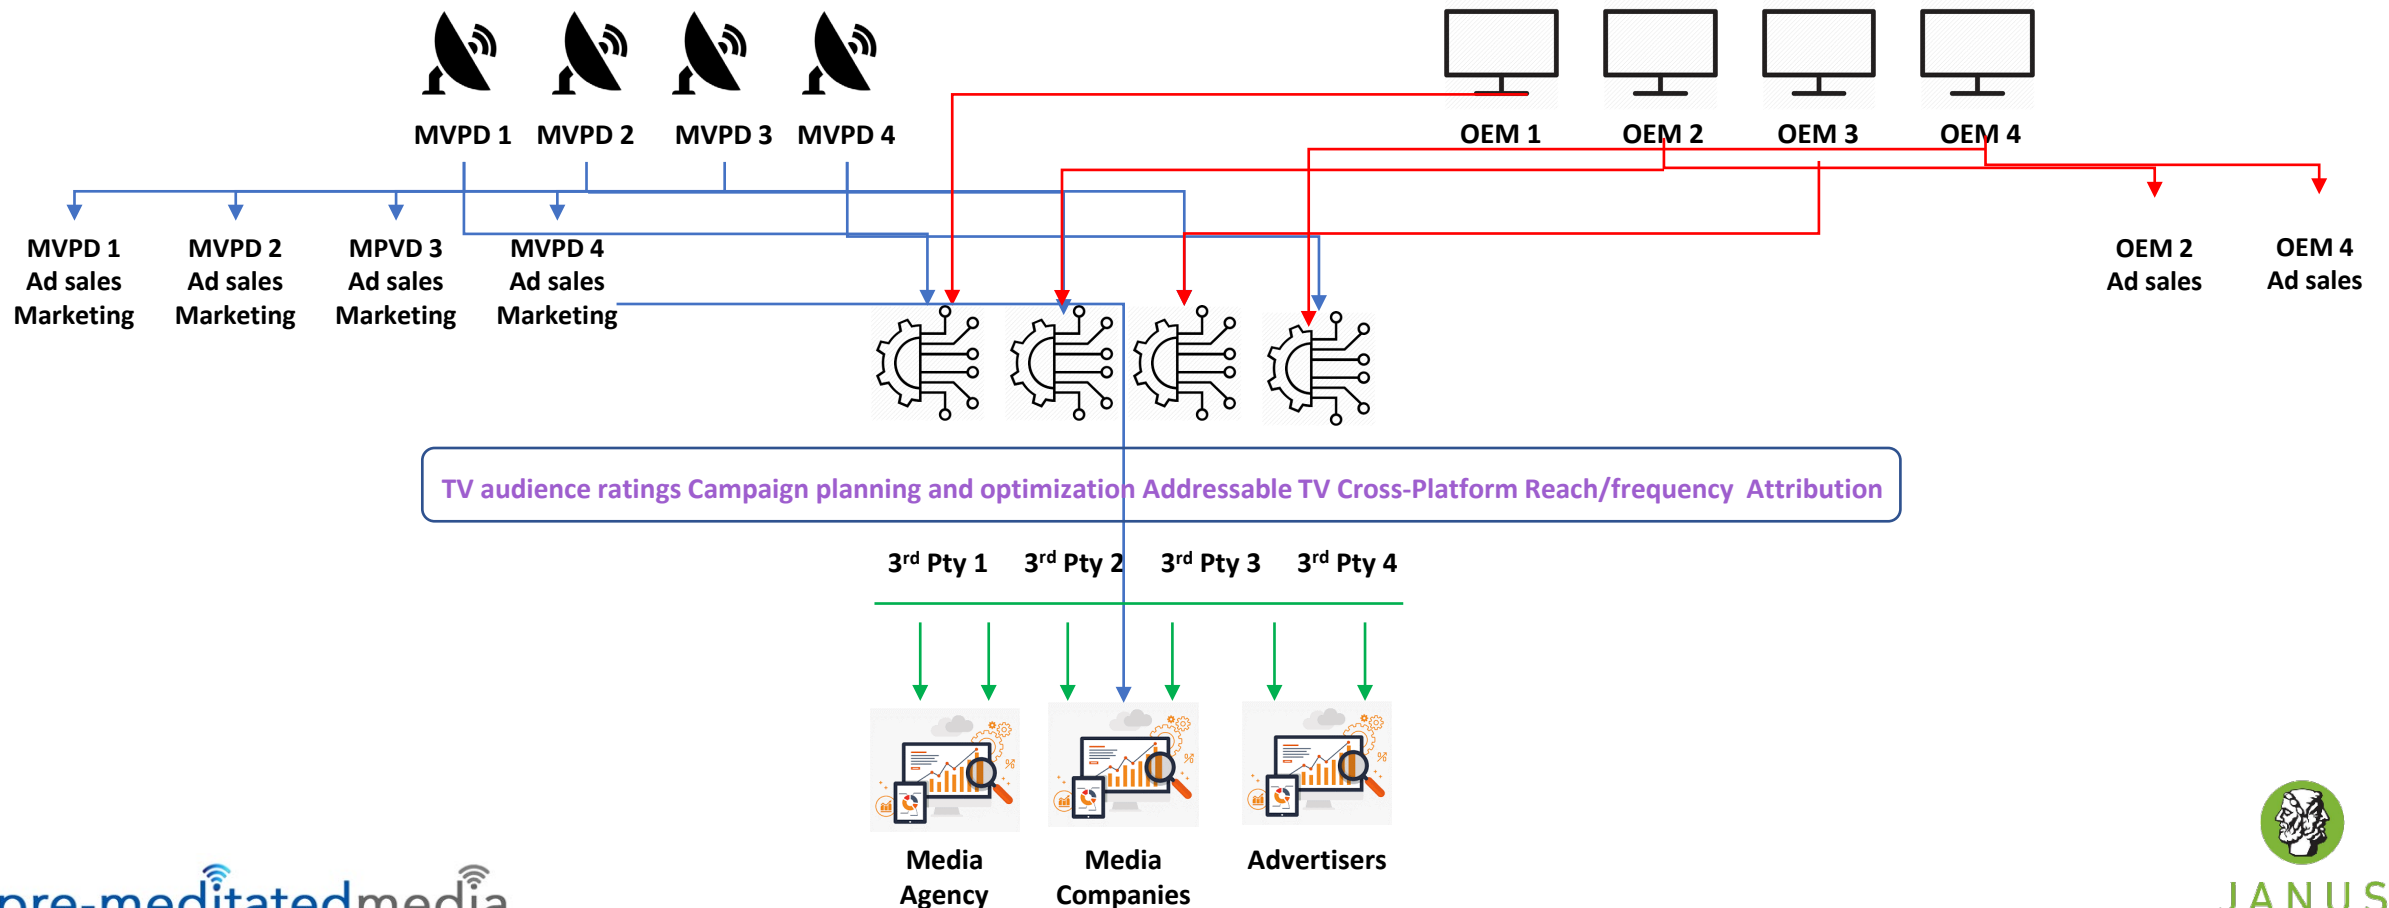 MVPD 1 MVPD 2 MVPD 3 MVPD 4 OEM 1 OEM 2 OEM 3 OEM 4
MVPD 1
Ad sales
Marketing
MVPD 2
Ad sales
Marketing
MPVD 3
Ad sales
Marketing
MVPD 4
Ad sales
Marketing
OEM 2
Ad sales
OEM 4
Ad sales
TV audience ratings Campaign planning and optimization Addressable TV Cross-Platform Reach/frequency Attribution
3rd Pty 1 3rd Pty 2 3rd Pty 3 3rd Pty 4
Media
Agency
Media
Companies
Advertisers
pre-meditatedmedia
JANUS